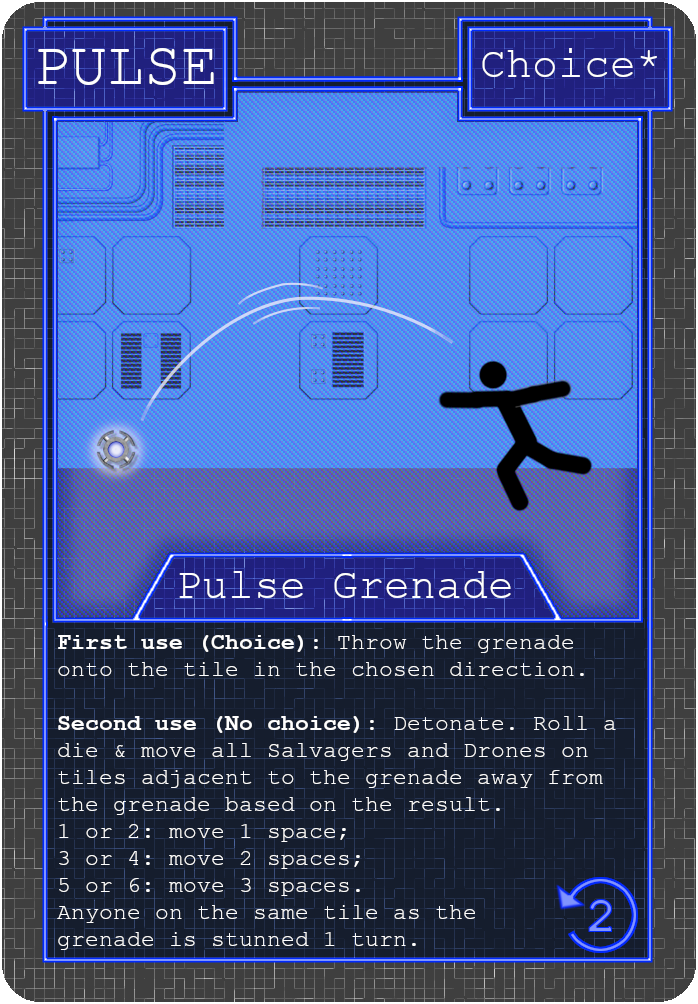 PULSE
Choice*
Pulse Grenade
First use (Choice): Throw the grenade
onto the tile in the chosen direction.
Second use (No choice): Detonate. Roll a
die & move all Salvagers and Drones on
tiles adjacent to the grenade away from
the grenade based on the result.
1 or 2: move 1 space;
3 or 4: move 2 spaces;
5 or 6: move 3 spaces.
Anyone on the same tile as the
grenade is stunned 1 turn.
2